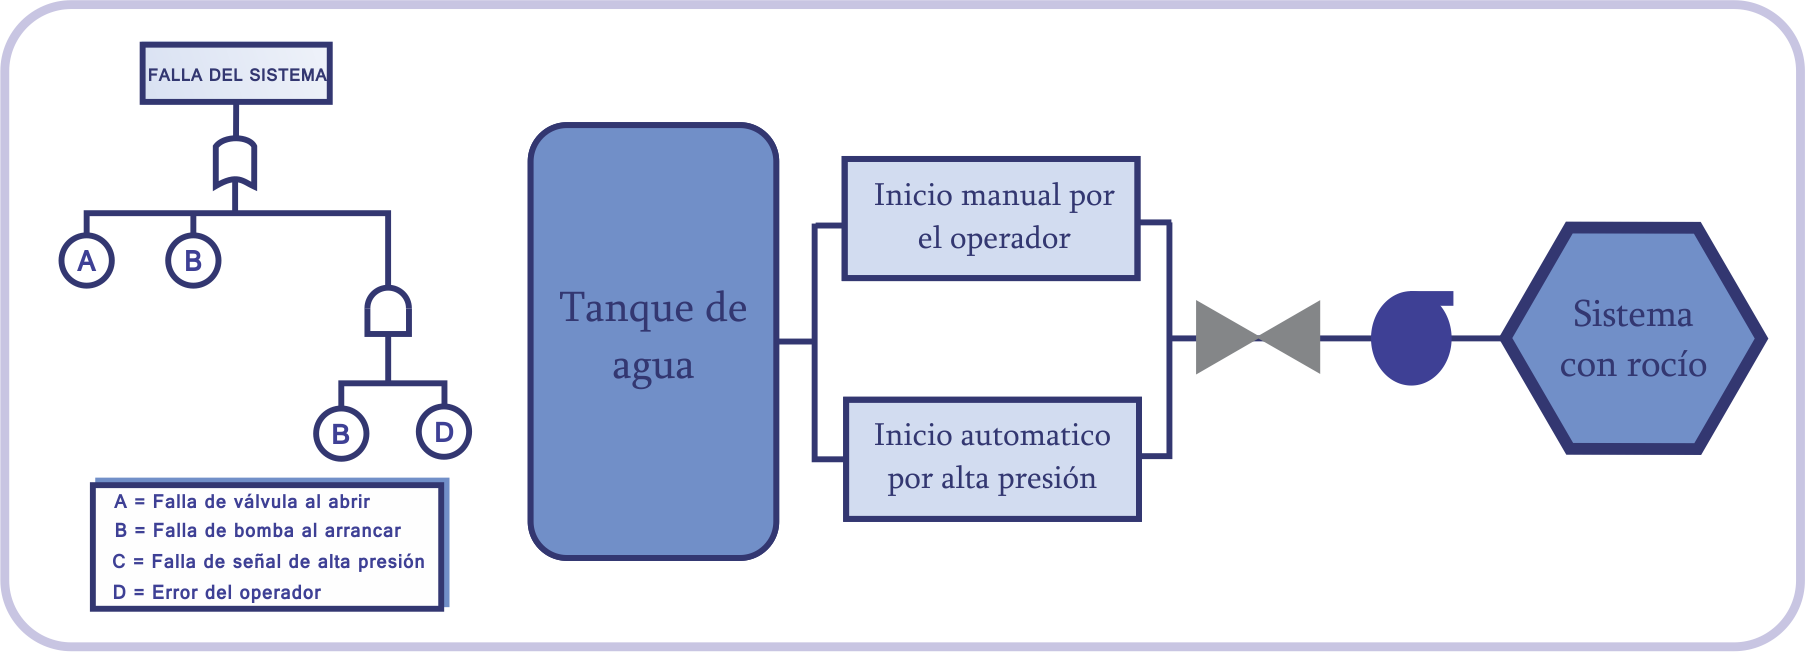 FALLA DEL SISTEMA
A
B
B
D
A = Falla de válvula al abrir
B = Falla de bomba al arrancar
C = Falla de señal de alta presión
D = Error del operador
Tanque de
agua
Inicio manual por
el operador
Inicio automatico
por alta presión
Sistema
con rocío